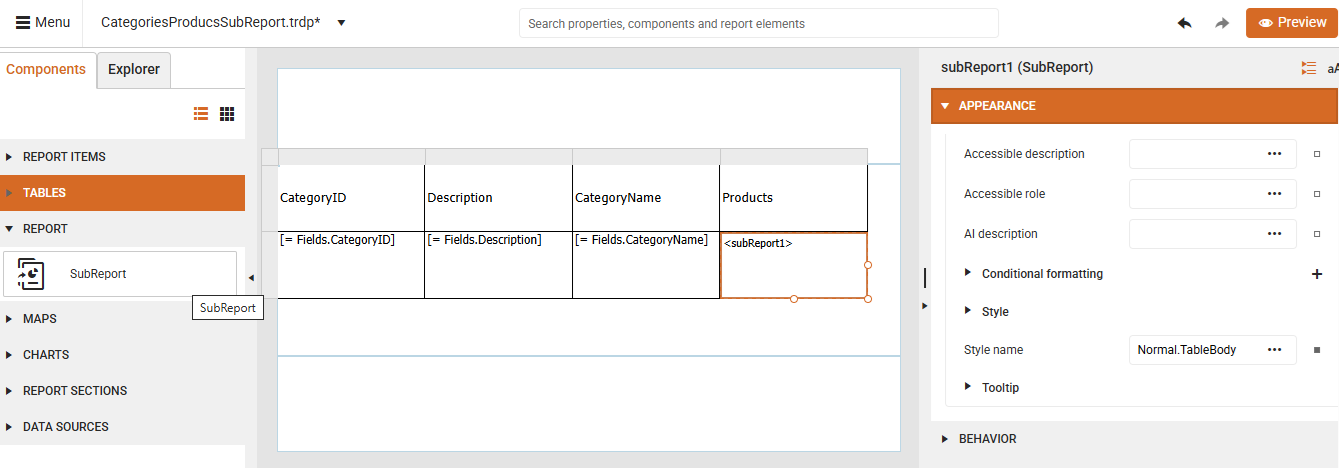 Menu
CategoriesProducsSubReport.trdp*
Search properties, components and report elements
Preview
Components
Explorer
REPORT ITEMS
TABLES
REPORT
SubReport
SubReport
MAPS
CHARTS
REPORT SECTIONS
DATA SOURCES
CategoryID Description CategoryName Products
[= Fields.CategoryID] [= Fields.Description] [= Fields.CategoryName] <subReport1>
subReport1 (SubReport)
aA
APPEARANCE
Accessible description
Accessible role
AI description
Conditional formatting
Style
Style name Normal.TableBody
Tooltip
BEHAVIOR